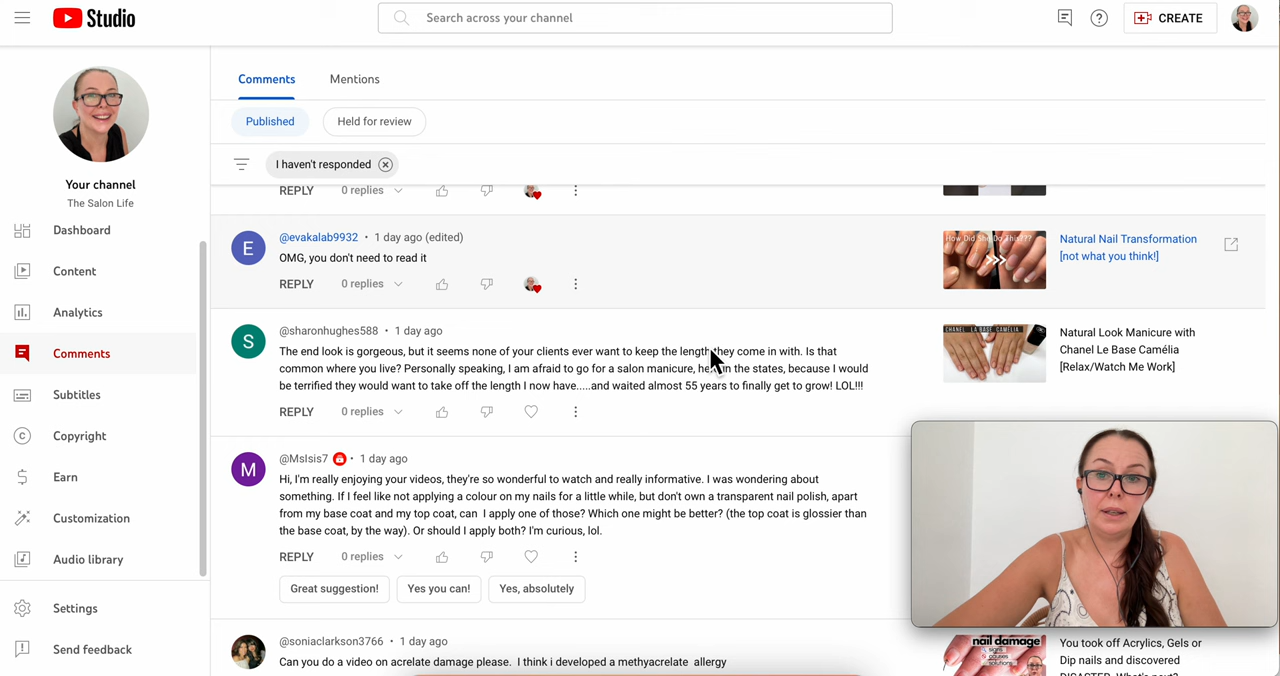 Studio
Search across your channel
CREATE
Your channel
The Salon Life
Dashboard
Content
Analytics
Comments
Subtitles
Copyright
Earn
Customization
Audio library
Settings
Send feedback
Comments
Mentions
Published
Held for review
I haven't responded
REPLY
0 replies
E
@evakalab9932 • 1 day ago (edited)
OMG, you don't need to read it
REPLY
0 replies
How Did She Do This???
>>>
Natural Nail Transformation
[not what you think!]
S
@sharonhughes588 • 1 day ago
The end look is gorgeous, but it seems none of your clients ever want to keep the length they come in with. Is that
common where you live? Personally speaking, I am afraid to go for a salon manicure, in the states, because I would
be terrified they would want to take off the length I now have.....and waited almost 55 years to finally get to grow! LOL!!!
REPLY
0 replies
CHANEL LA BASE CAMÉLIA
Natural Look Manicure with
Chanel Le Base Camélia
[Relax/Watch Me Work]
M
@MsIsis7 • 1 day ago
Hi, I'm really enjoying your videos, they're so wonderful to watch and really informative. I was wondering about
something. If I feel like not applying a colour on my nails for a little while, but don't own a transparent nail polish, apart
from my base coat and my top coat, can I apply one of those? Which one might be better? (the top coat is glossier than
the base coat, by the way). Or should I apply both? I'm curious, lol.
REPLY
0 replies
Great suggestion!
Yes you can!
Yes, absolutely
@soniaclarkson3766 • 1 day ago
Can you do a video on acrelate damage please. I think i developed a methyacrelate allergy
nail damage
signs
causes
solutions
You took off Acrylics, Gels or
Dip nails and discovered